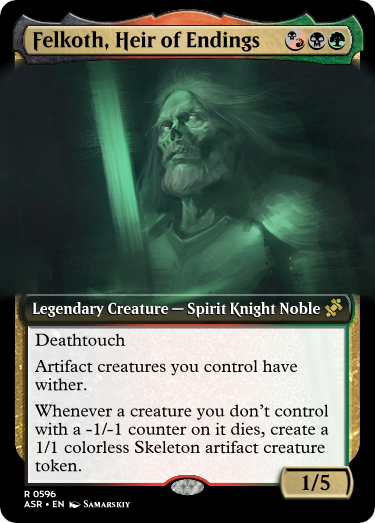 Felkoth, Heir of Endings
Legendary Creature — Spirit Knight Noble
Deathtouch
Artifact creatures you control have
wither.
Whenever a creature you don't control
with a -1/-1 counter on it dies, create a
1/1 colorless Skeleton artifact creature
token.
1/5
R 0596
ASR • EN Samarskiy